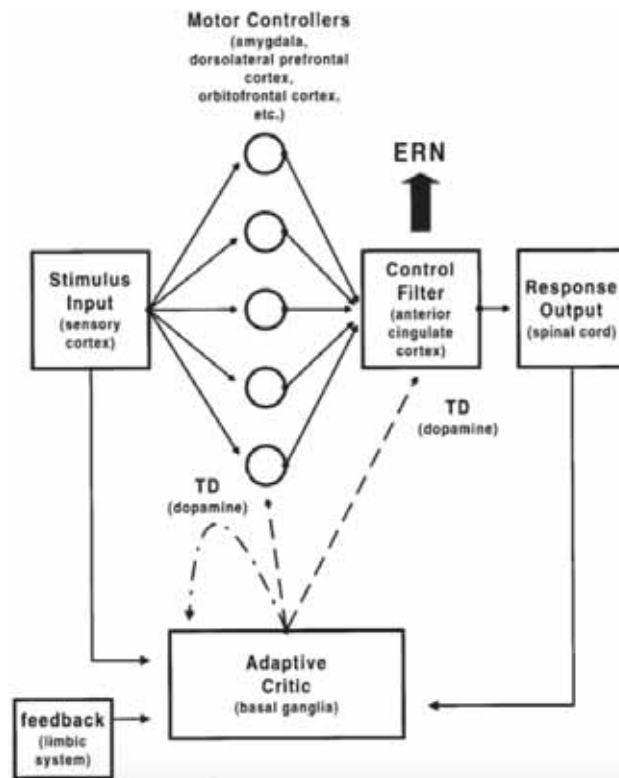 Motor Controllers
(amygdala,
dorsolateral prefrontal
cortex,
orbitofrontal cortex,
etc.)
ERN
Stimulus
Input
(sensory
cortex)
Control
Filter
(anterior
cingulate
cortex)
Response
Output
(spinal cord)
TD
(dopamine)
TD
(dopamine)
Adaptive
Critic
(basal ganglia)
feedback
(limbic
system)